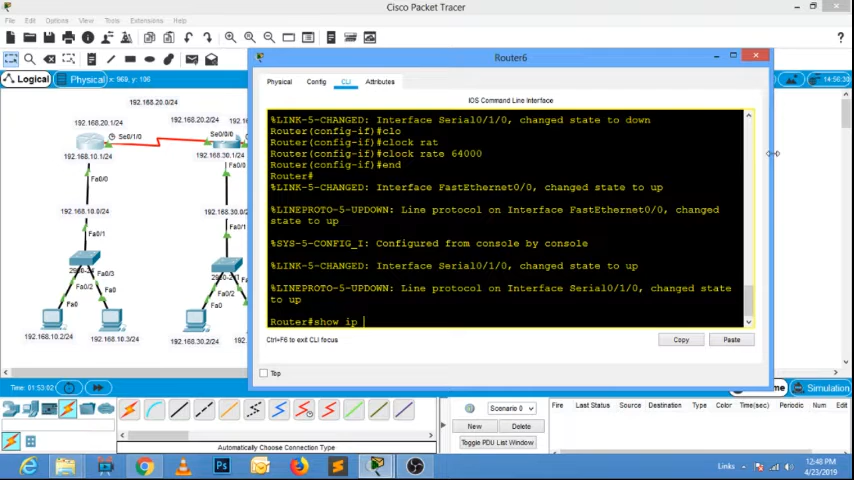 Cisco Packet Tracer
File Edit Options View Tools Extensions Help
Logical
Physical
x: 969, y: 106
14:56:30
Router6
Physical Config CLI Attributes
IOS Command Line Interface
%LINK-5-CHANGED: Interface Serial0/1/0, changed state to down
Router(config-if)#clo
Router(config-if)#clock rat
Router(config-if)#clock rate 64000
Router(config-if)#end
Router#
%LINK-5-CHANGED: Interface FastEthernet0/0, changed state to up
%LINEPROTO-5-UPDOWN: Line protocol on Interface FastEthernet0/0, changed
state to up
%SYS-5-CONFIG_I: Configured from console by console
%LINK-5-CHANGED: Interface Serial0/1/0, changed state to up
%LINEPROTO-5-UPDOWN: Line protocol on Interface Serial0/1/0, changed state
to up
Router#show ip
Ctrl+F6 to exit CLI focus
Copy
Paste
Top
192.168.20.0/24
192.168.20.1/24
192.168.20.2/24
Se0/1/0
Se0/0/0
192.168.10.1/24
192.168.30.1/24
Fa0/0
Fa0/0
192.168.10.0/24
192.168.30.0/24
Fa0/1
Fa0/1
Fa0/2
Fa0/3
Fa0/2
192.168.10.2/24
192.168.10.3/24
192.168.30.2/24
Time: 01:53:02
Simulation
Automatically Choose Connection Type
Scenario 0
New
Delete
Toggle PDU List Window
Fire Last Status Source Destination Type Color Time(sec) Periodic Num Edit
Links
12:48 PM
4/23/2019